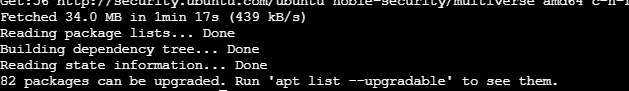 http://security.ubuntu.com/ubuntu noble-security/multiverse amd64
Fetched 34.0 MB in 1min 17s (439 kB/s)
Reading package lists... Done
Building dependency tree... Done
Reading state information... Done
82 packages can be upgraded. Run 'apt list --upgradable' to see them.